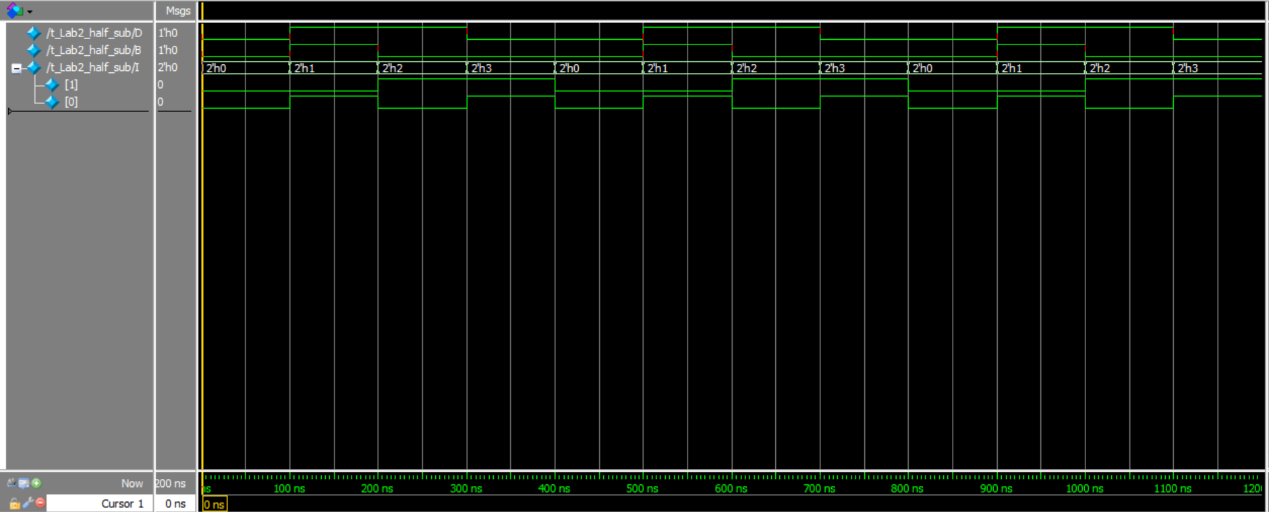 Msgs
/t_Lab2_half_sub/D 1'h0
/t_Lab2_half_sub/B 1'h0
/t_Lab2_half_sub/I 2'h0 2'h0 2'h1 2'h2 2'h3 2'h0 2'h1 2'h2 2'h3 2'h0 2'h1 2'h2 2'h3
[1] 0
[0] 0
Now 200 ns
ns 100 ns 200 ns 300 ns 400 ns 500 ns 600 ns 700 ns 800 ns 900 ns 1000 ns 1100 ns 120
Cursor 1 0 ns 0 ns